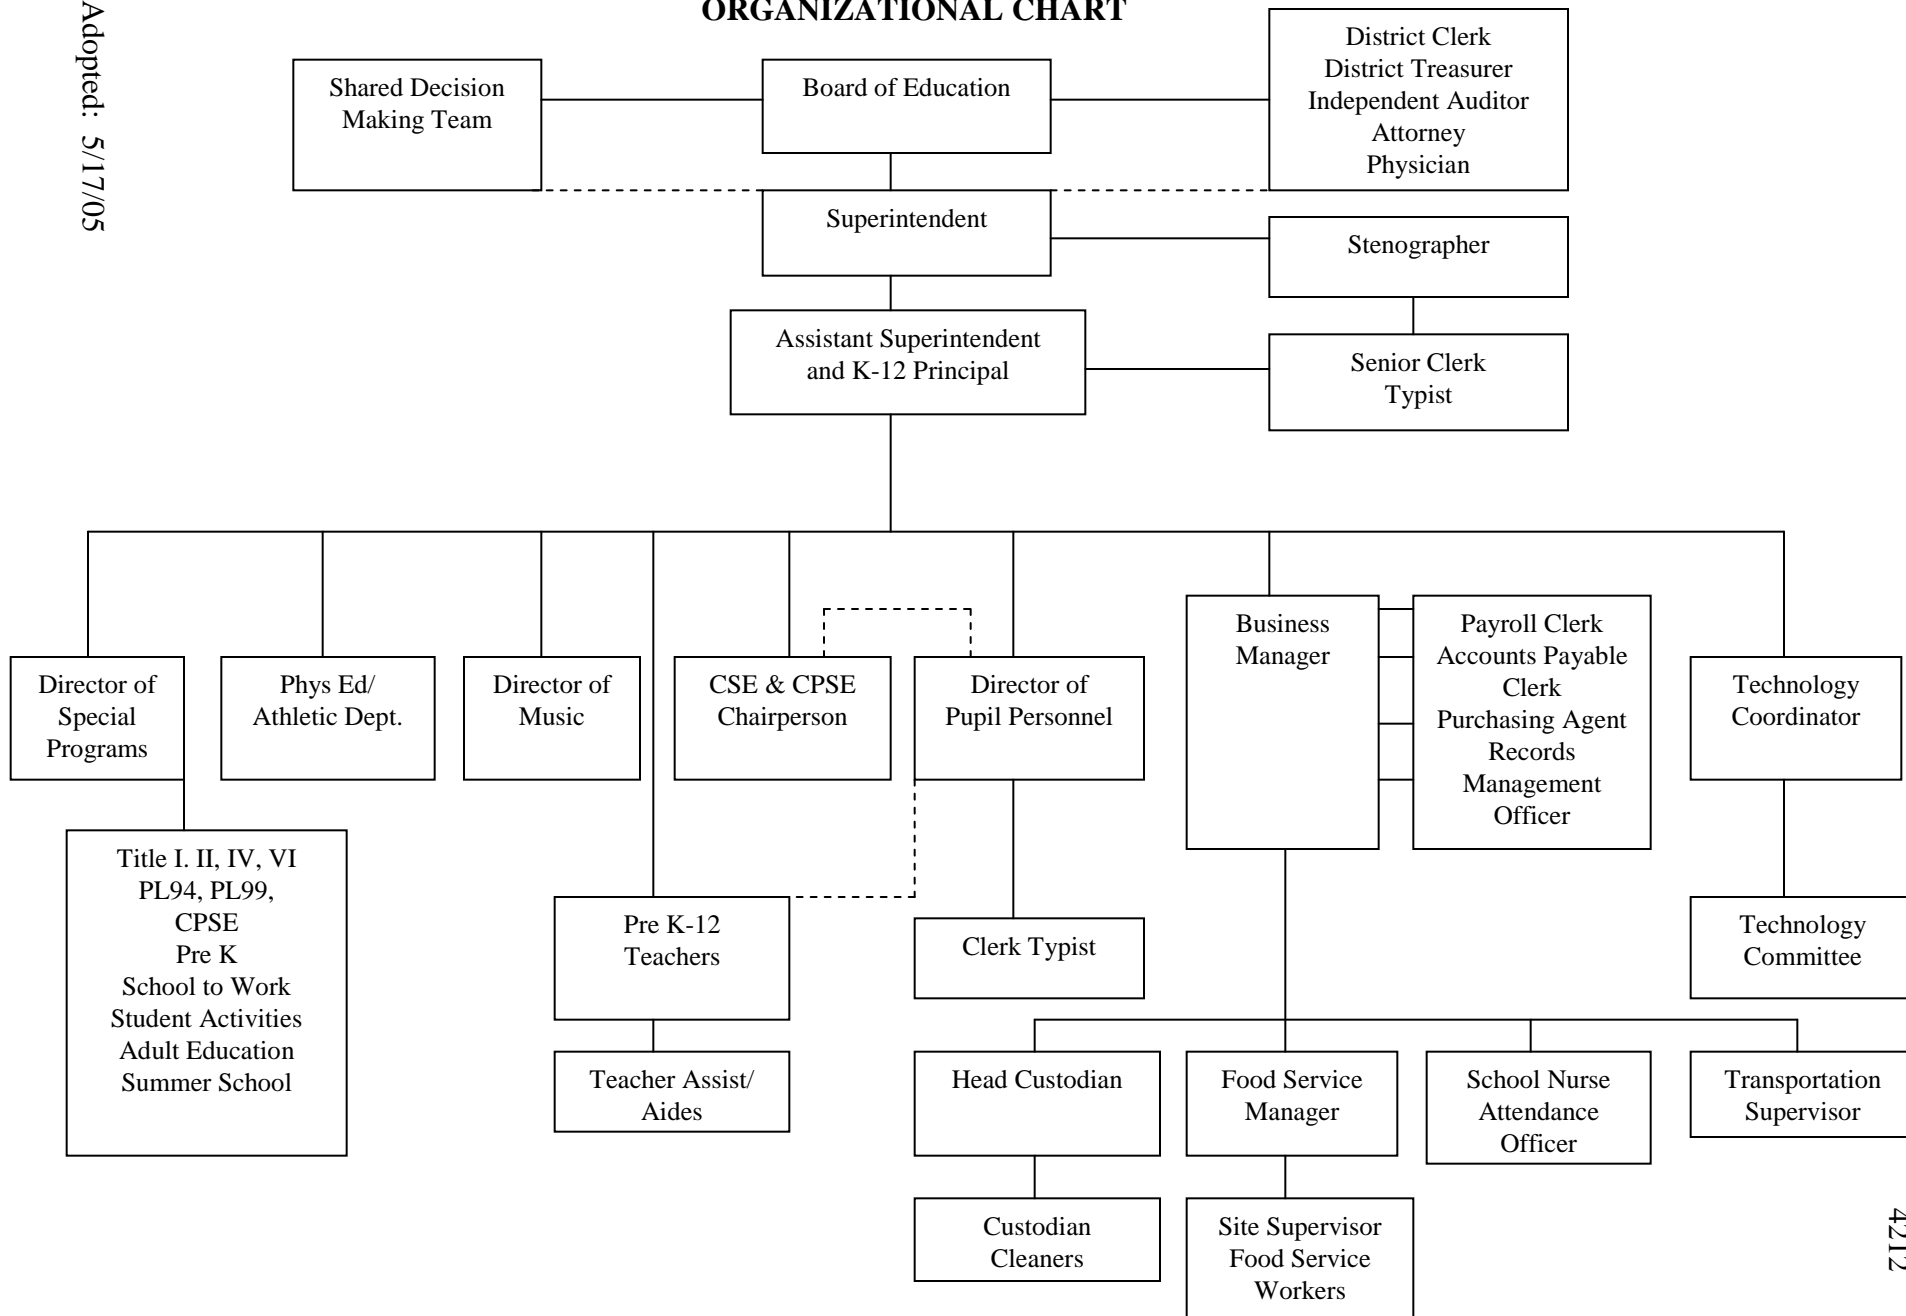 ORGANIZATIONAL CHART
Adopted: 5/17/05
Shared Decision
Making Team
Board of Education
District Clerk
District Treasurer
Independent Auditor
Attorney
Physician
Superintendent
Stenographer
Assistant Superintendent
and K-12 Principal
Senior Clerk
Typist
Director of
Special
Programs
Phys Ed/
Athletic Dept.
Director of
Music
CSE & CPSE
Chairperson
Director of
Pupil Personnel
Business
Manager
Payroll Clerk
Accounts Payable
Clerk
Purchasing Agent
Records
Management
Officer
Technology
Coordinator
Title I. II, IV, VI
PL94, PL99,
CPSE
Pre K
School to Work
Student Activities
Adult Education
Summer School
Pre K-12
Teachers
Clerk Typist
Technology
Committee
Teacher Assist/
Aides
Head Custodian
Food Service
Manager
School Nurse
Attendance
Officer
Transportation
Supervisor
Custodian
Cleaners
Site Supervisor
Food Service
Workers
4212